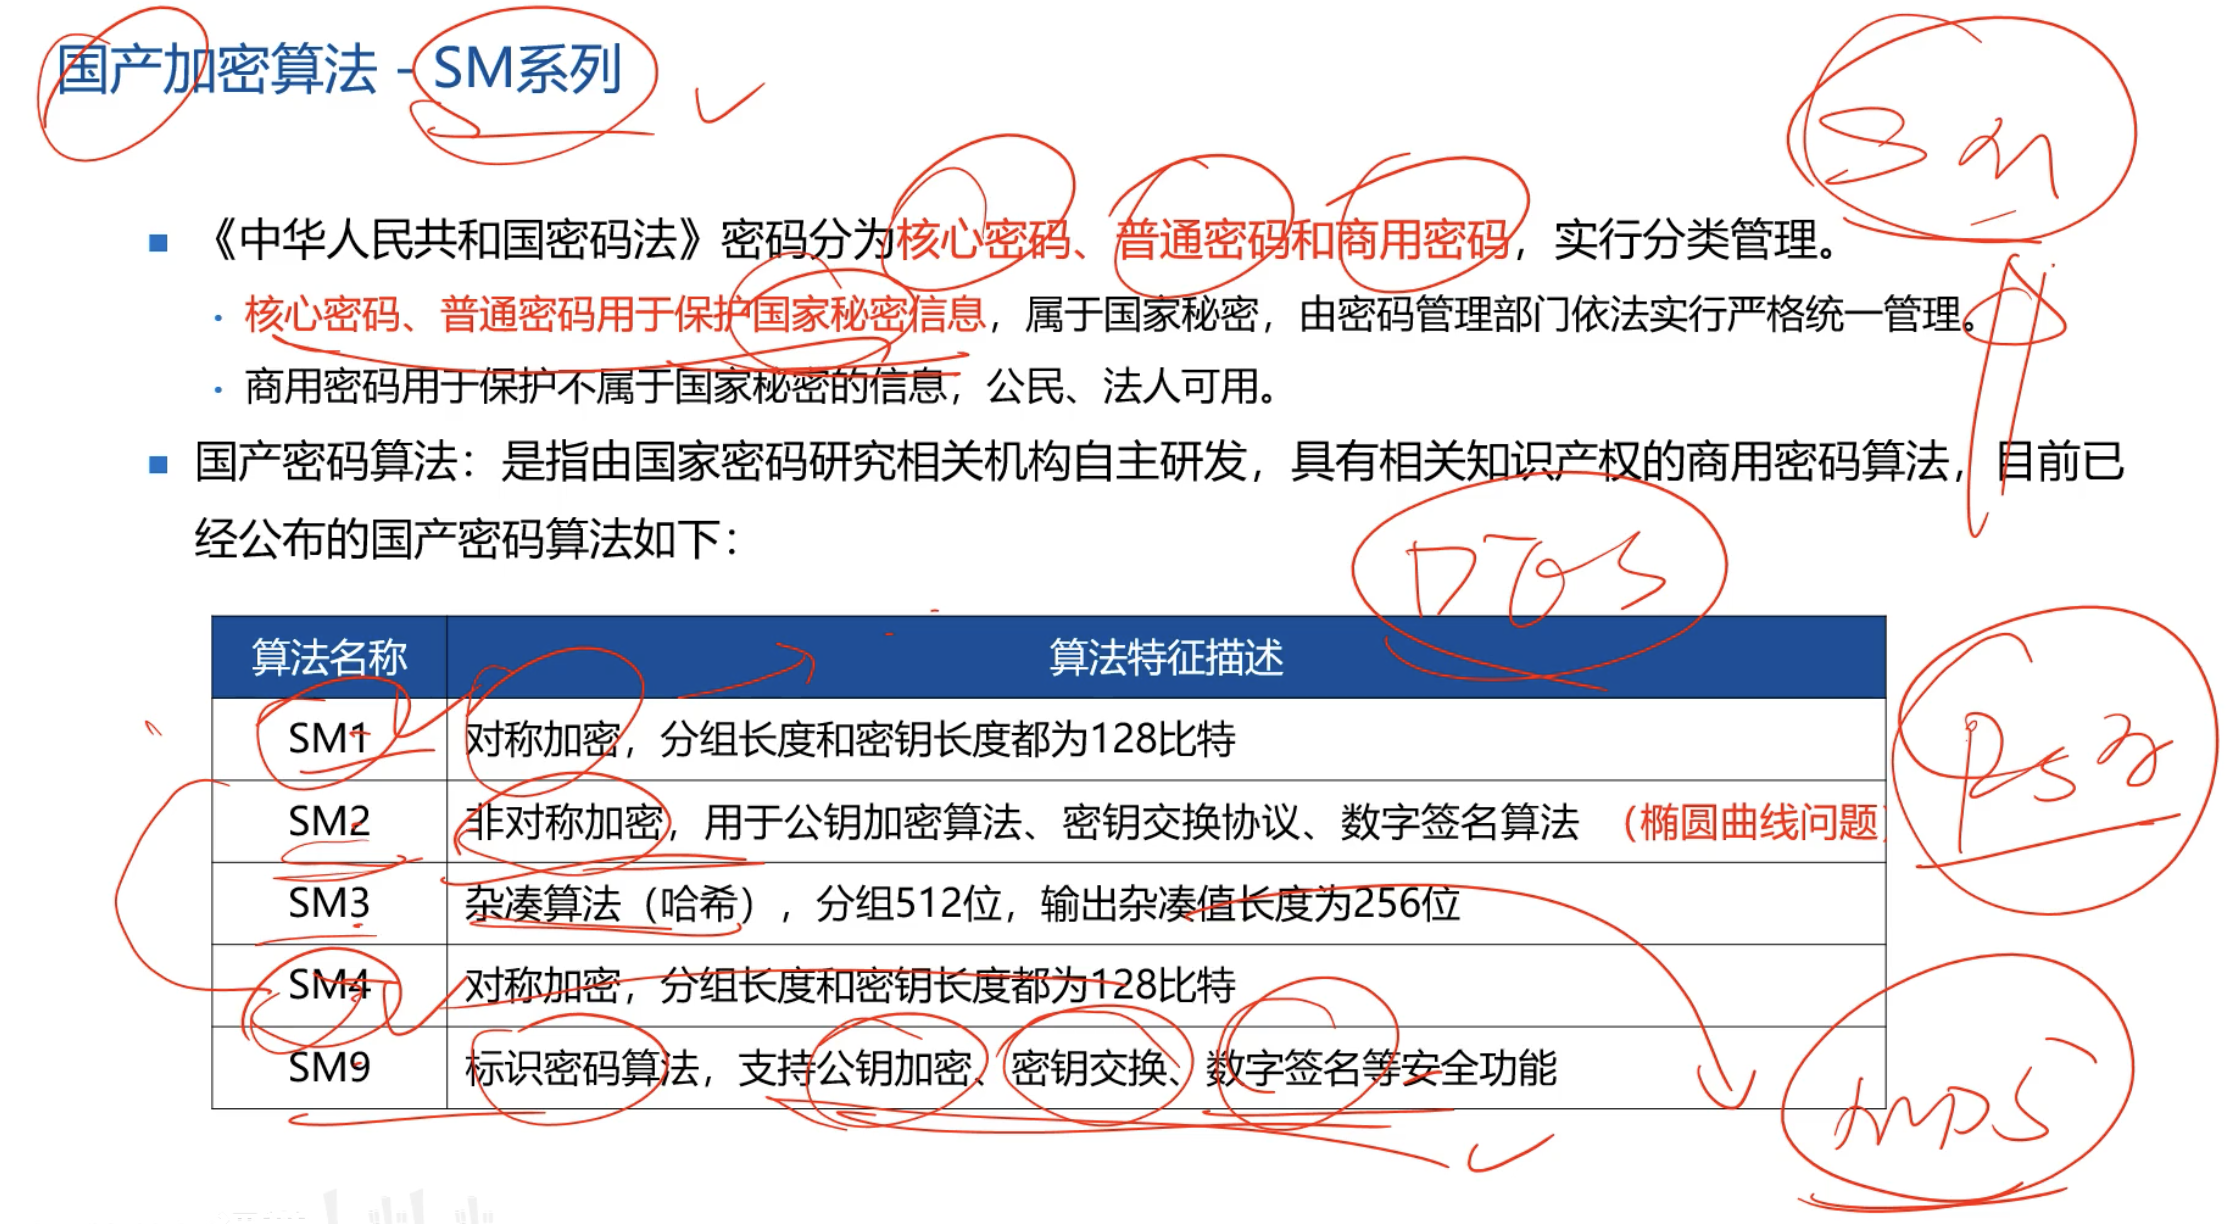 国产加密算法 - SM系列
《中华人民共和国密码法》密码分为核心密码、普通密码和商用密码，实行分类管理。
核心密码、普通密码用于保护国家秘密信息，属于国家秘密，由密码管理部门依法实行严格统一管理。
商用密码用于保护不属于国家秘密的信息，公民、法人可用。
国产密码算法：是指由国家密码研究相关机构自主研发，具有相关知识产权的商用密码算法，目前已
经公布的国产密码算法如下：
算法名称 算法特征描述
SM1 对称加密，分组长度和密钥长度都为128比特
SM2 非对称加密，用于公钥加密算法、密钥交换协议、数字签名算法 （椭圆曲线问题）
SM3 杂凑算法（哈希），分组512位，输出杂凑值长度为256位
SM4 对称加密，分组长度和密钥长度都为128比特
SM9 标识密码算法，支持公钥加密、密钥交换、数字签名等安全功能